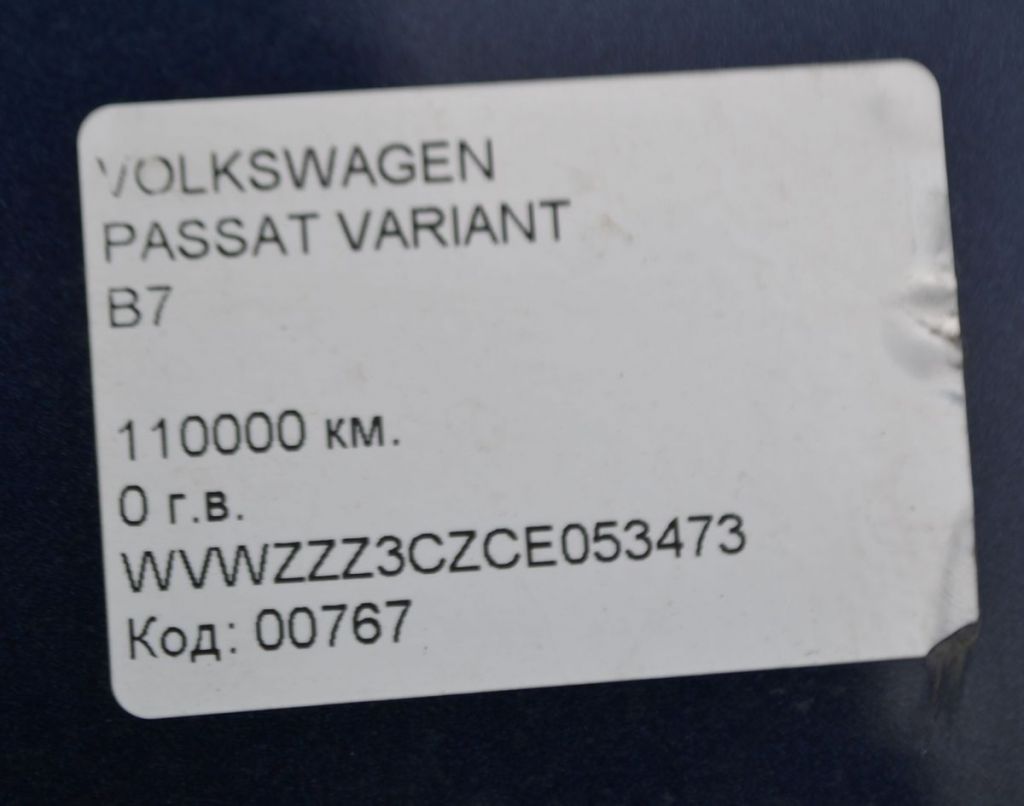 VOLKSWAGEN
PASSAT VARIANT
B7
110000 км.
0 г.в.
WVWZZZ3CZCE053473
Код: 00767